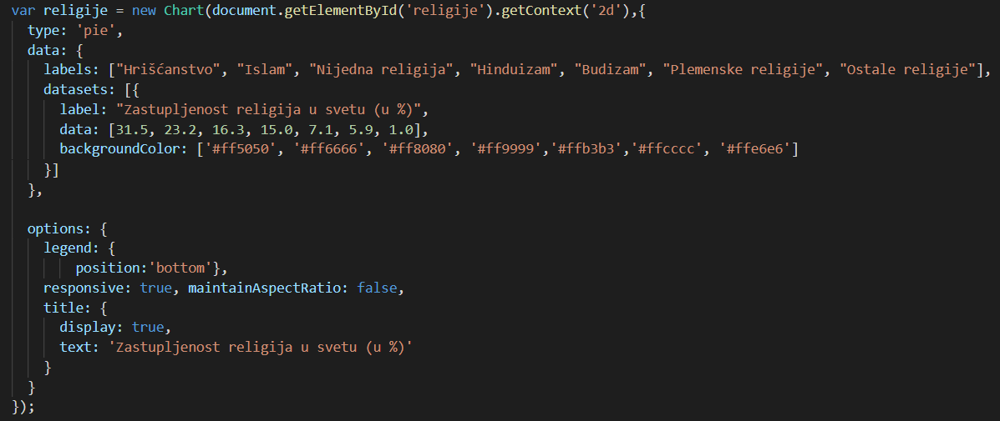 var religije = new Chart(document.getElementById('religije').getContext('2d'),{
  type: 'pie',
  data: {
    labels: ["Hrišćanstvo", "Islam", "Nijedna religija", "Hinduizam", "Budizam", "Plemenske religije", "Ostale religije"],
    datasets: [{
      label: "Zastupljenost religija u svetu (u %)",
      data: [31.5, 23.2, 16.3, 15.0, 7.1, 5.9, 1.0],
      backgroundColor: ['#ff5050', '#ff6666', '#ff8080', '#ff9999','#ffb3b3','#ffcccc', '#ffe6e6']
    }]
  },

  options: {
    legend: {
        position:'bottom'},
    responsive: true, maintainAspectRatio: false,
    title: {
      display: true,
      text: 'Zastupljenost religija u svetu (u %)'
    }
  }
});